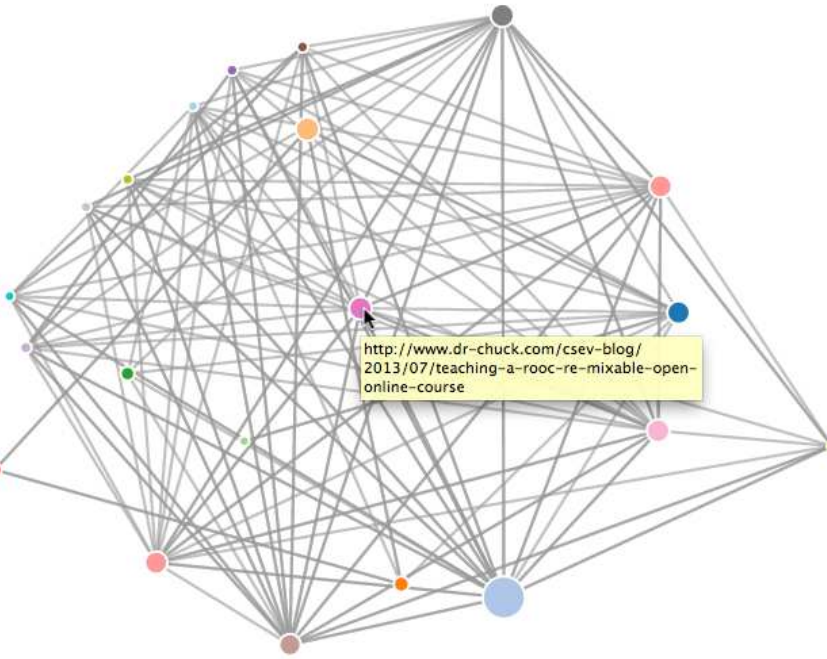 http://www.dr-chuck.com/csev-blog/
2013/07/teaching-a-rooc-re-mixable-open-
online-course